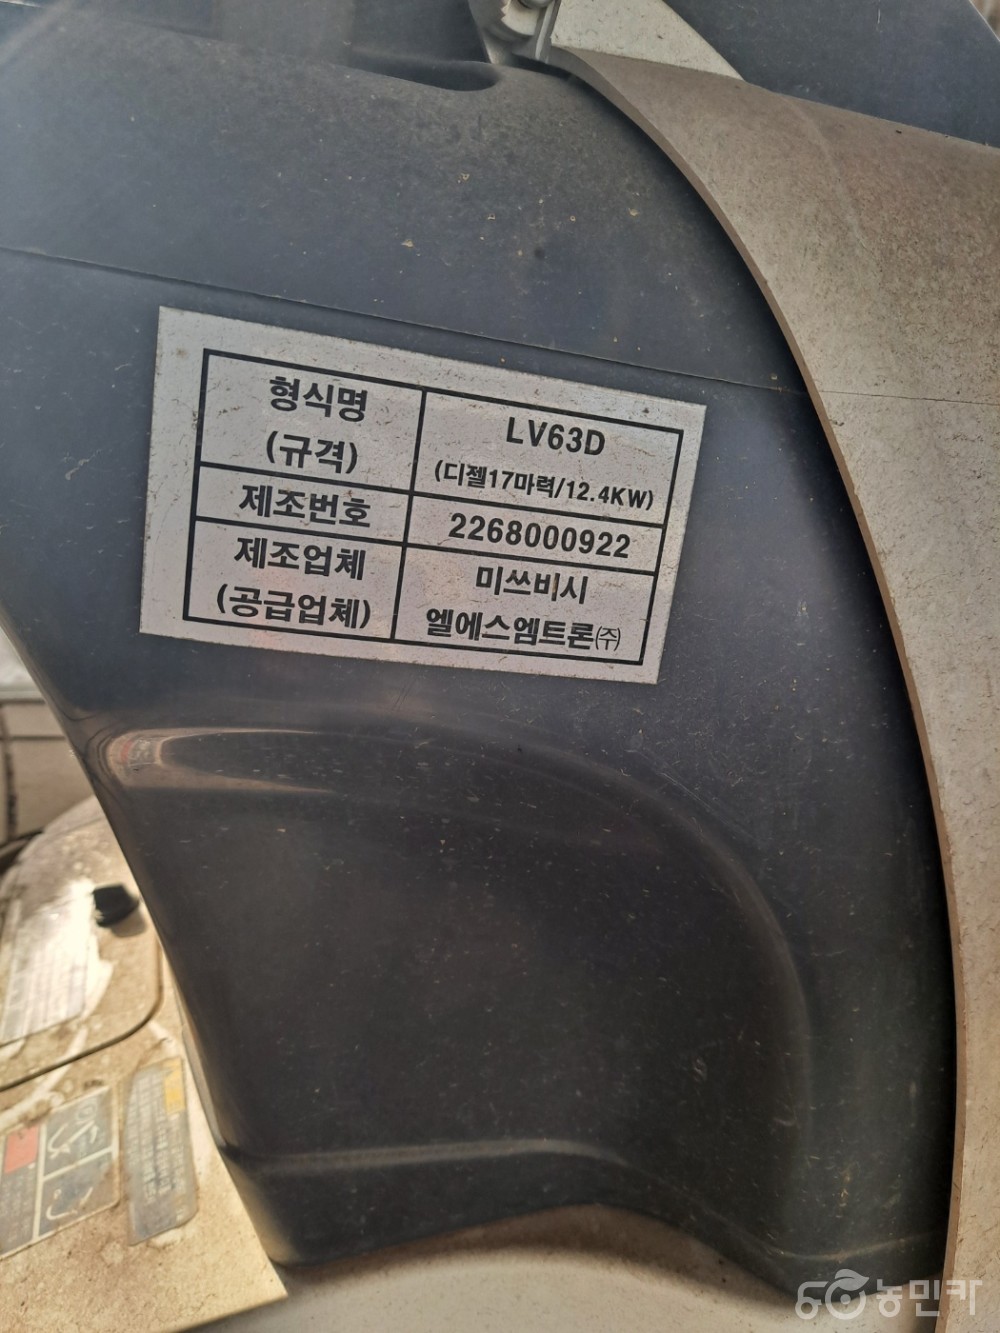 형식명
(규격)
LV63D
(디젤17마력/12.4KW)
제조번호
2268000922
제조업체
(공급업체)
미쓰비시
엘에스엠트론㈜
농민카